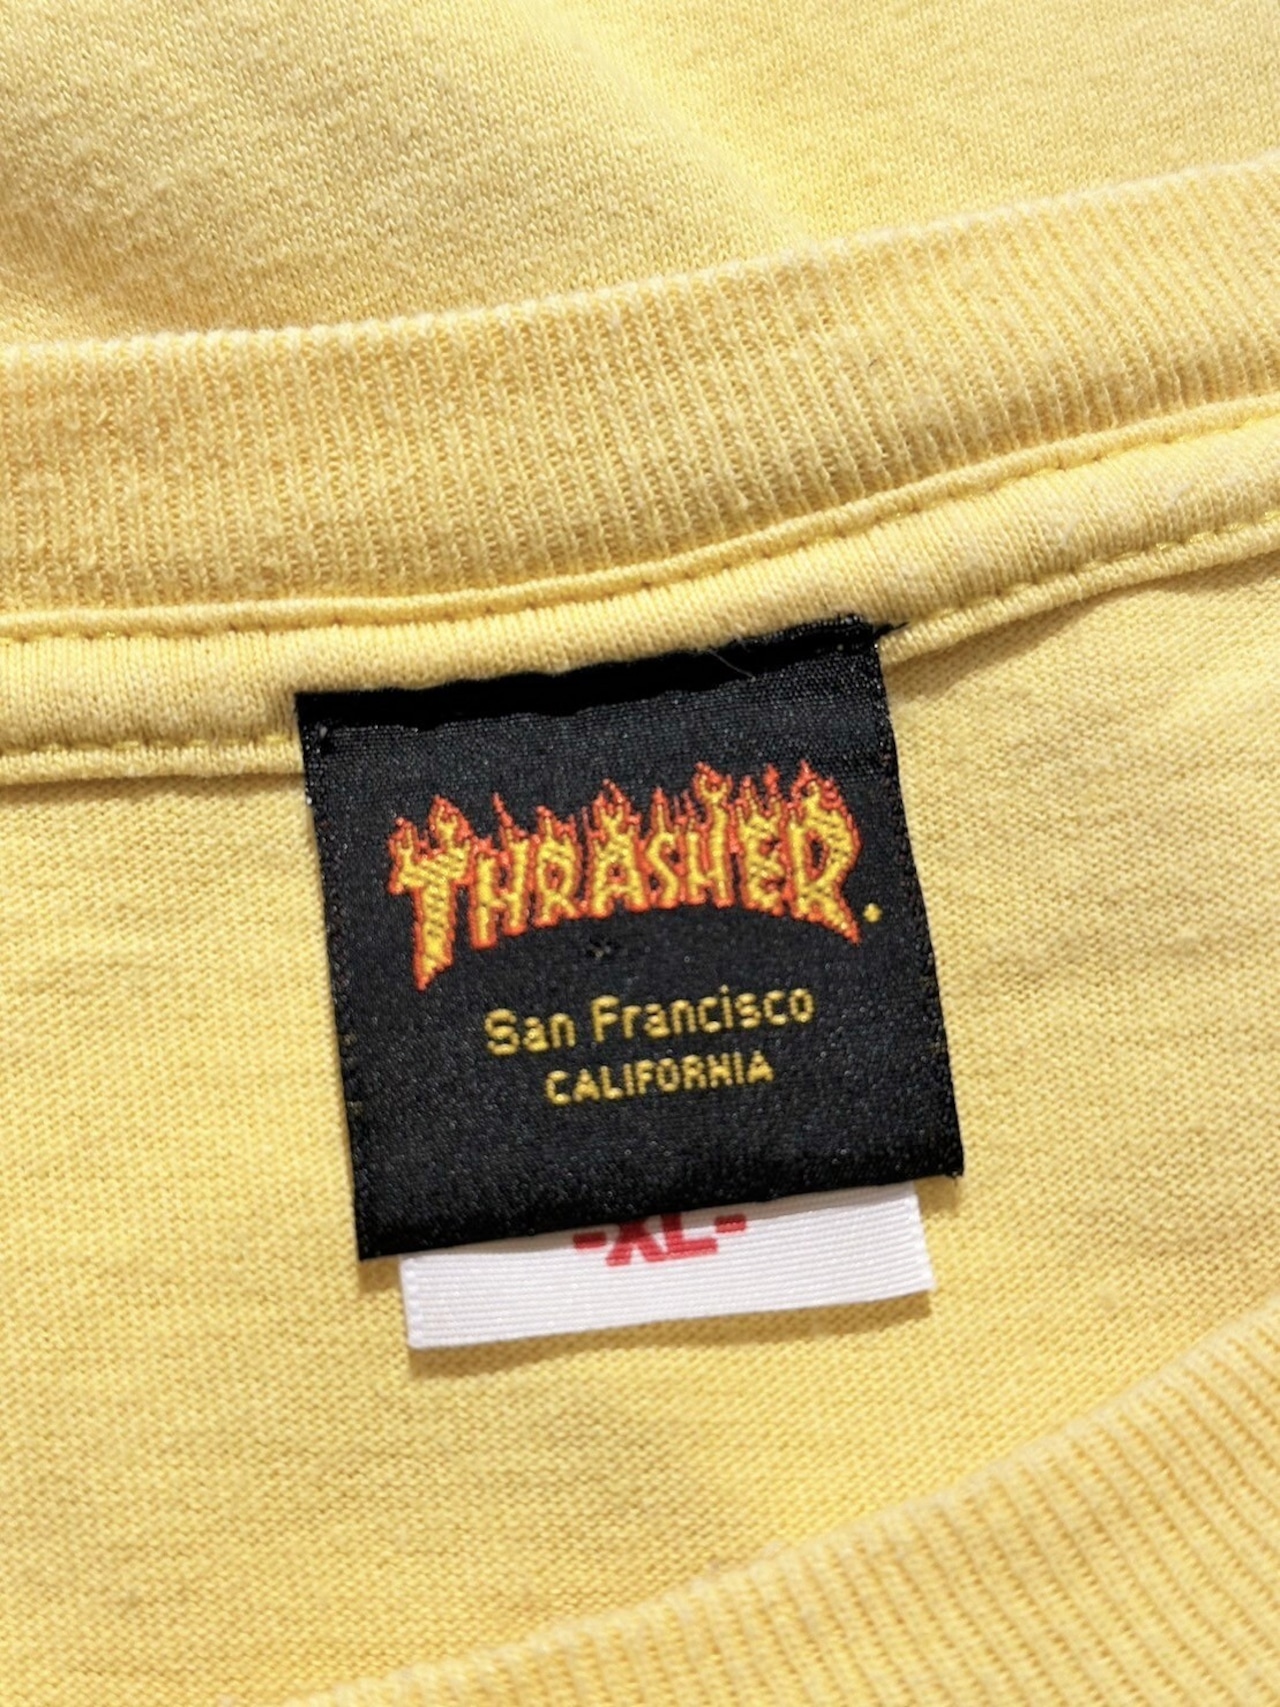 THRASHER.
San Francisco
CALIFORNIA
-XL-